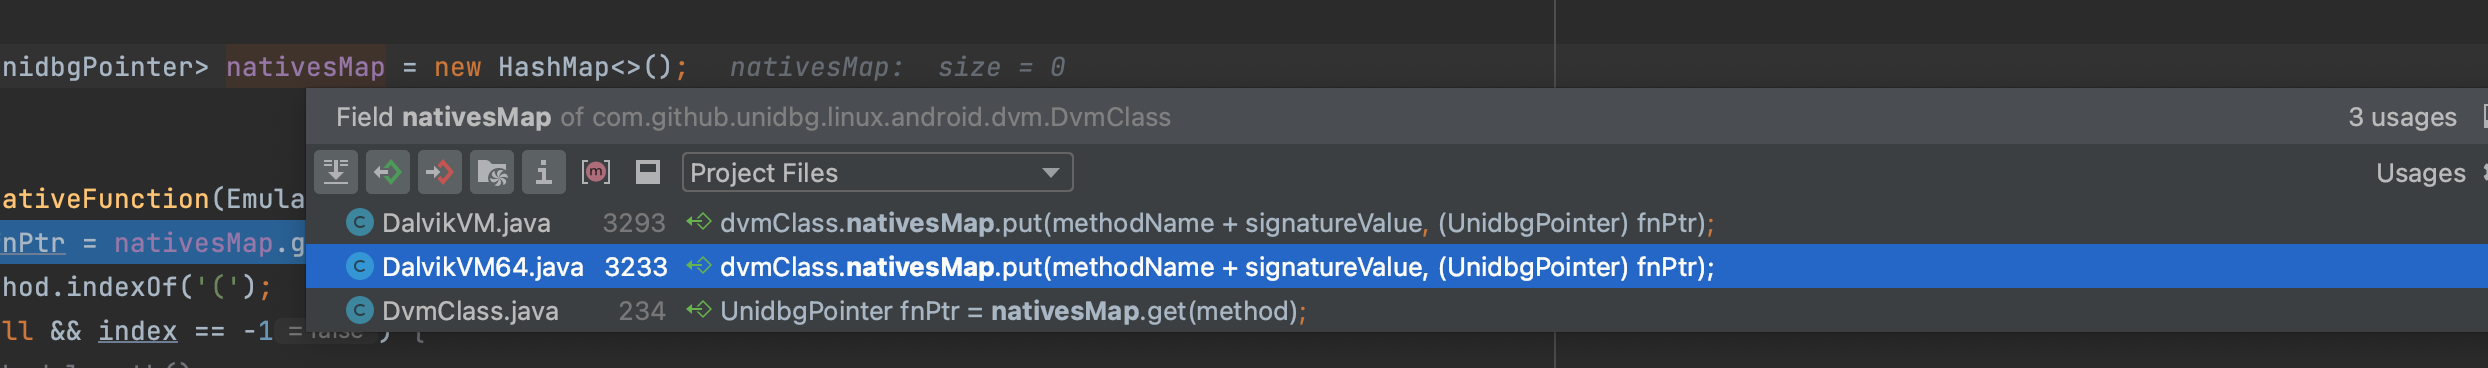 nidbgPointer> nativesMap = new HashMap<>(); nativesMap: size = 0
Field nativesMap of com.github.unidbg.linux.android.dvm.DvmClass 3 usages
Project Files Usages
ativeFunction(Emula
DalvikVM.java 3293 dvmClass.nativesMap.put(methodName + signatureValue, (UnidbgPointer) fnPtr);
nPtr = nativesMap.g
DalvikVM64.java 3233 dvmClass.nativesMap.put(methodName + signatureValue, (UnidbgPointer) fnPtr);
hod.indexOf('(');
DvmClass.java 234 UnidbgPointer fnPtr = nativesMap.get(method);
ll && index == -1 = false ) {